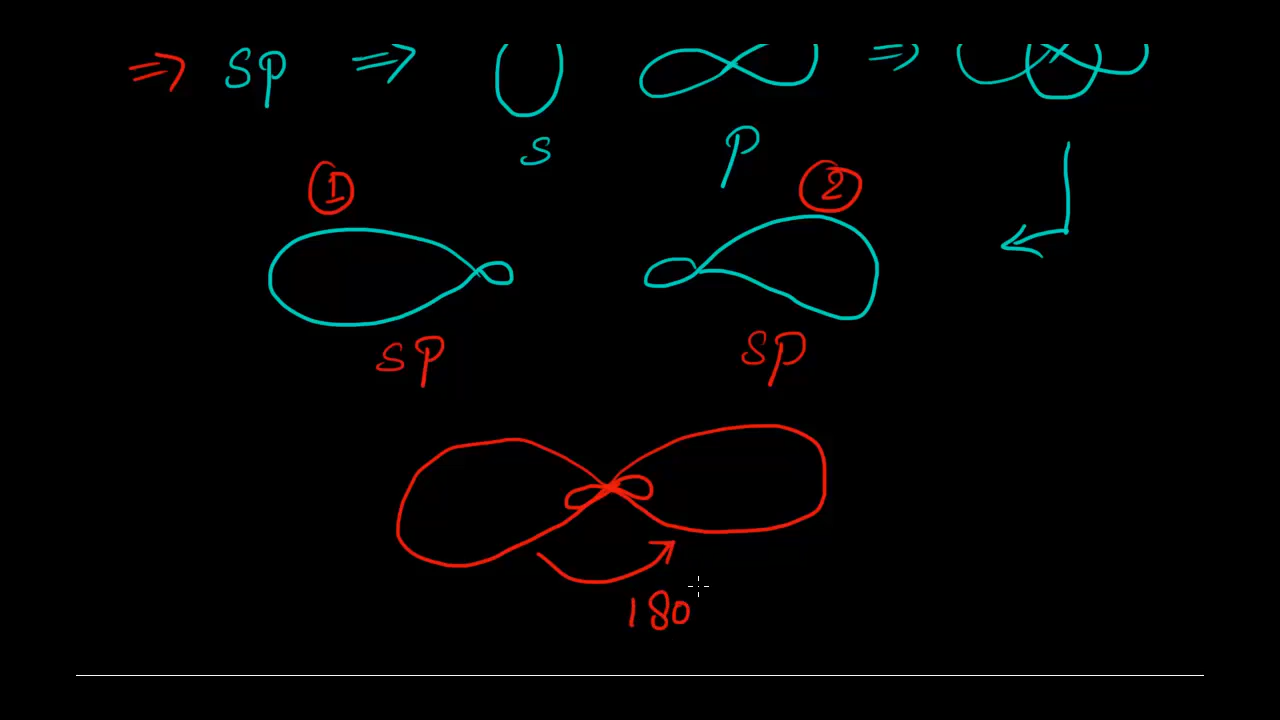 ⇒ sp ⇒ ⇒
s p
① ②
sp sp
180